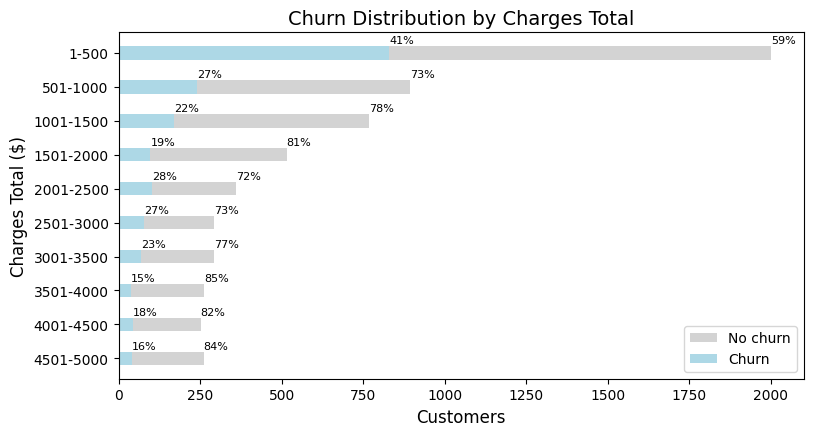 Churn Distribution by Charges Total
1-500 41% 59%
501-1000 27% 73%
1001-1500 22% 78%
1501-2000 19% 81%
2001-2500 28% 72%
2501-3000 27% 73%
3001-3500 23% 77%
3501-4000 15% 85%
4001-4500 18% 82%
4501-5000 16% 84%
Charges Total ($)
No churn
Churn
0 250 500 750 1000 1250 1500 1750 2000
Customers